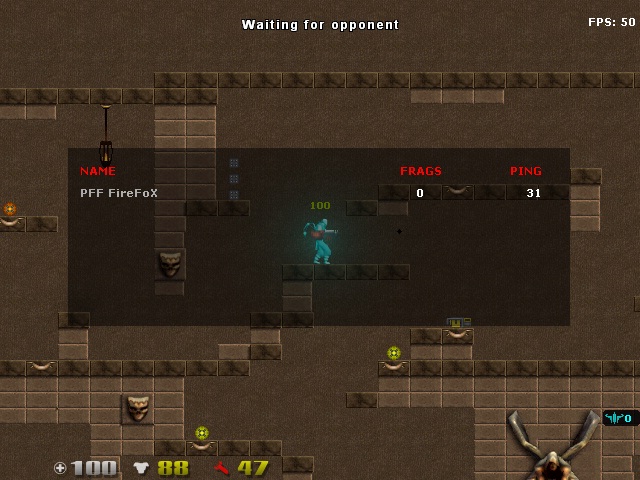 Waiting for opponent
FPS: 50
NAME FRAGS PING
PFF FireFoX 0 31
100
0
100 88 47